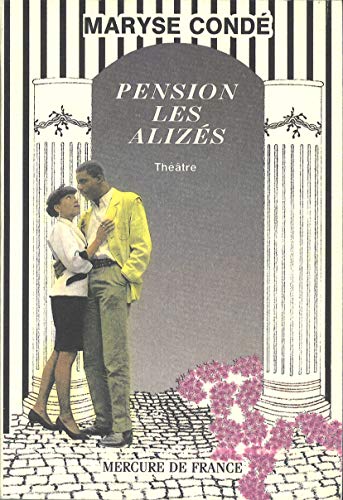 MARYSE CONDÉ
PENSION
LES
ALIZÉS
Théâtre
MERCURE DE FRANCE